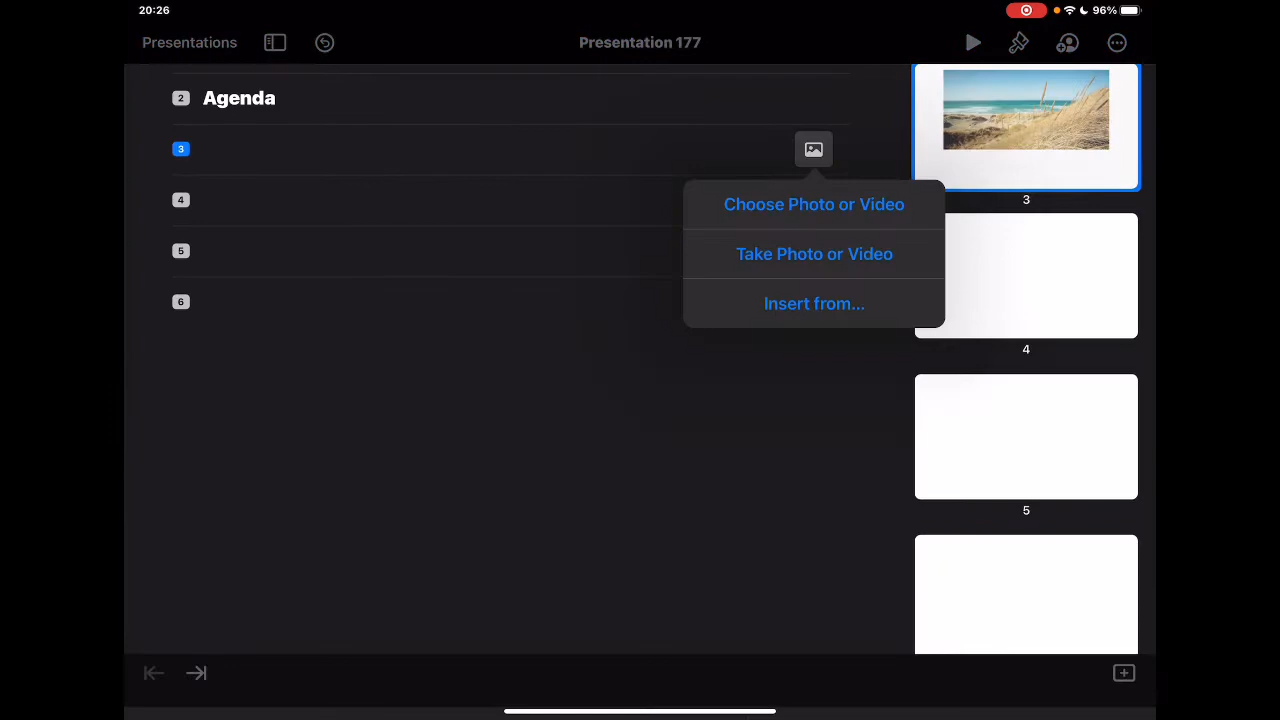 20:26
96%
Presentations
Presentation 177
2 Agenda
3
4
5
6
Choose Photo or Video
Take Photo or Video
Insert from...
3
4
5